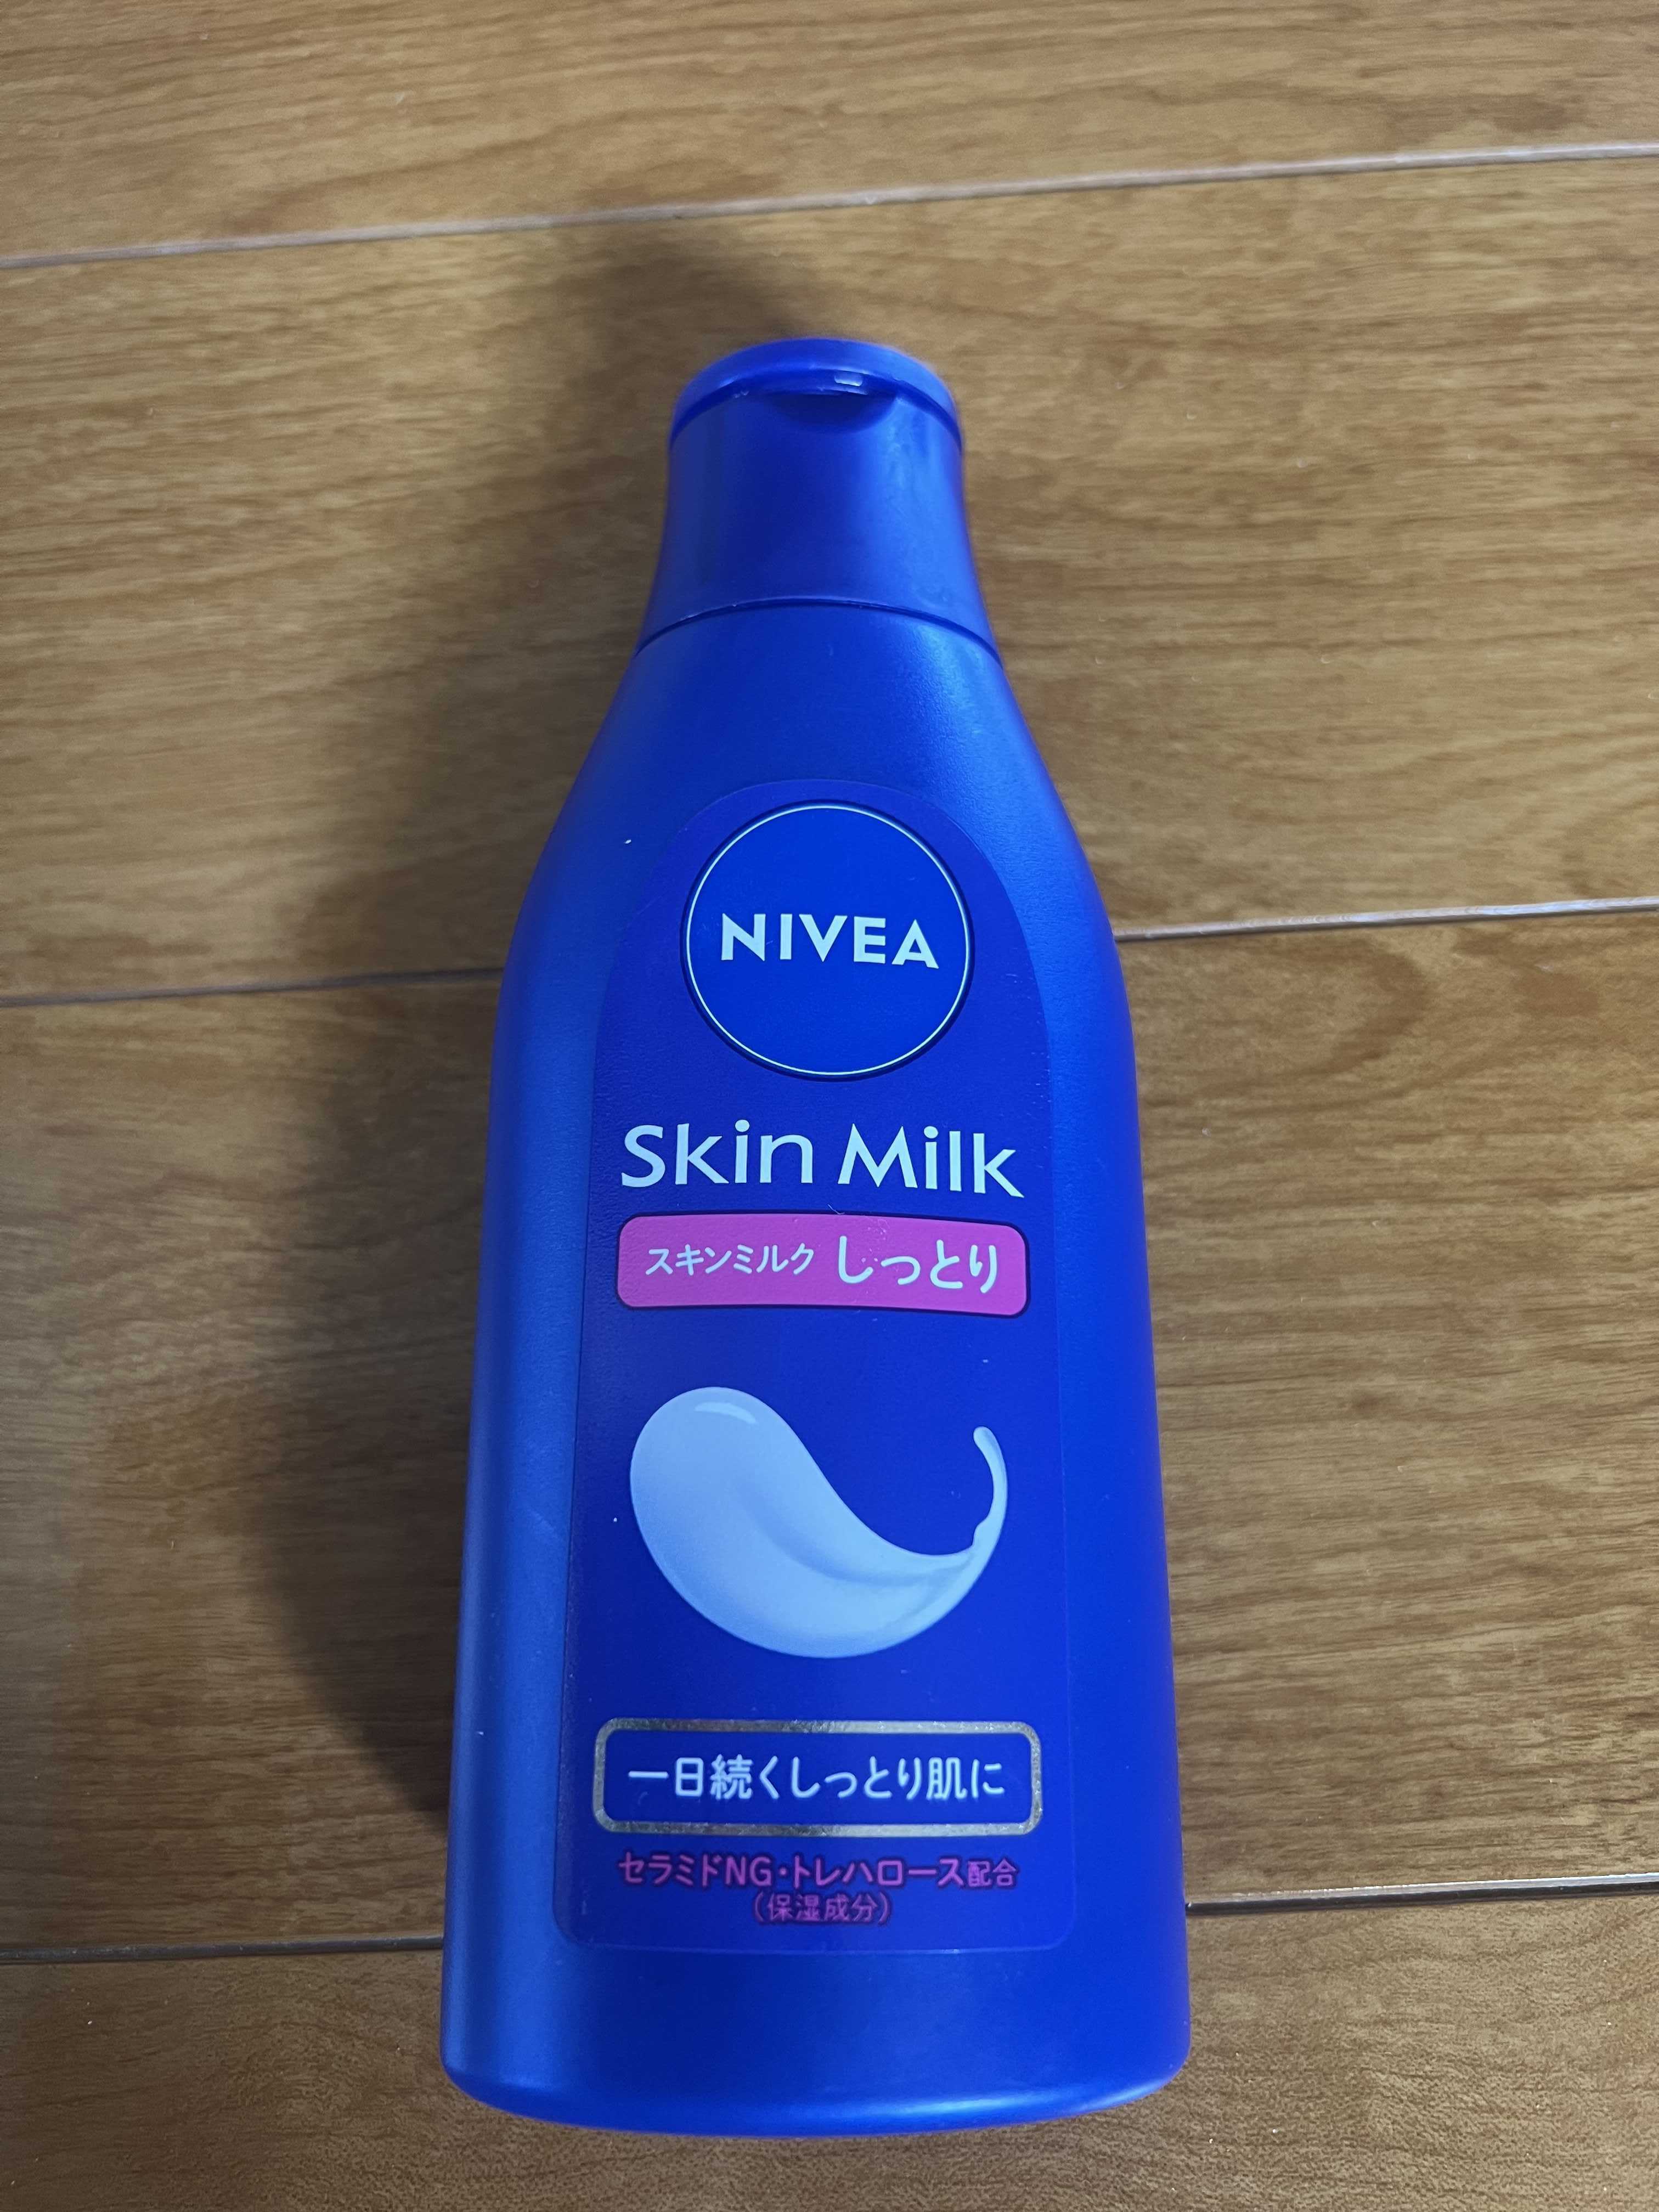 NIVEA
Skin Milk
スキンミルク しっとり
一日続くしっとり肌に
セラミドNG・トレハロース配合
(保湿成分)